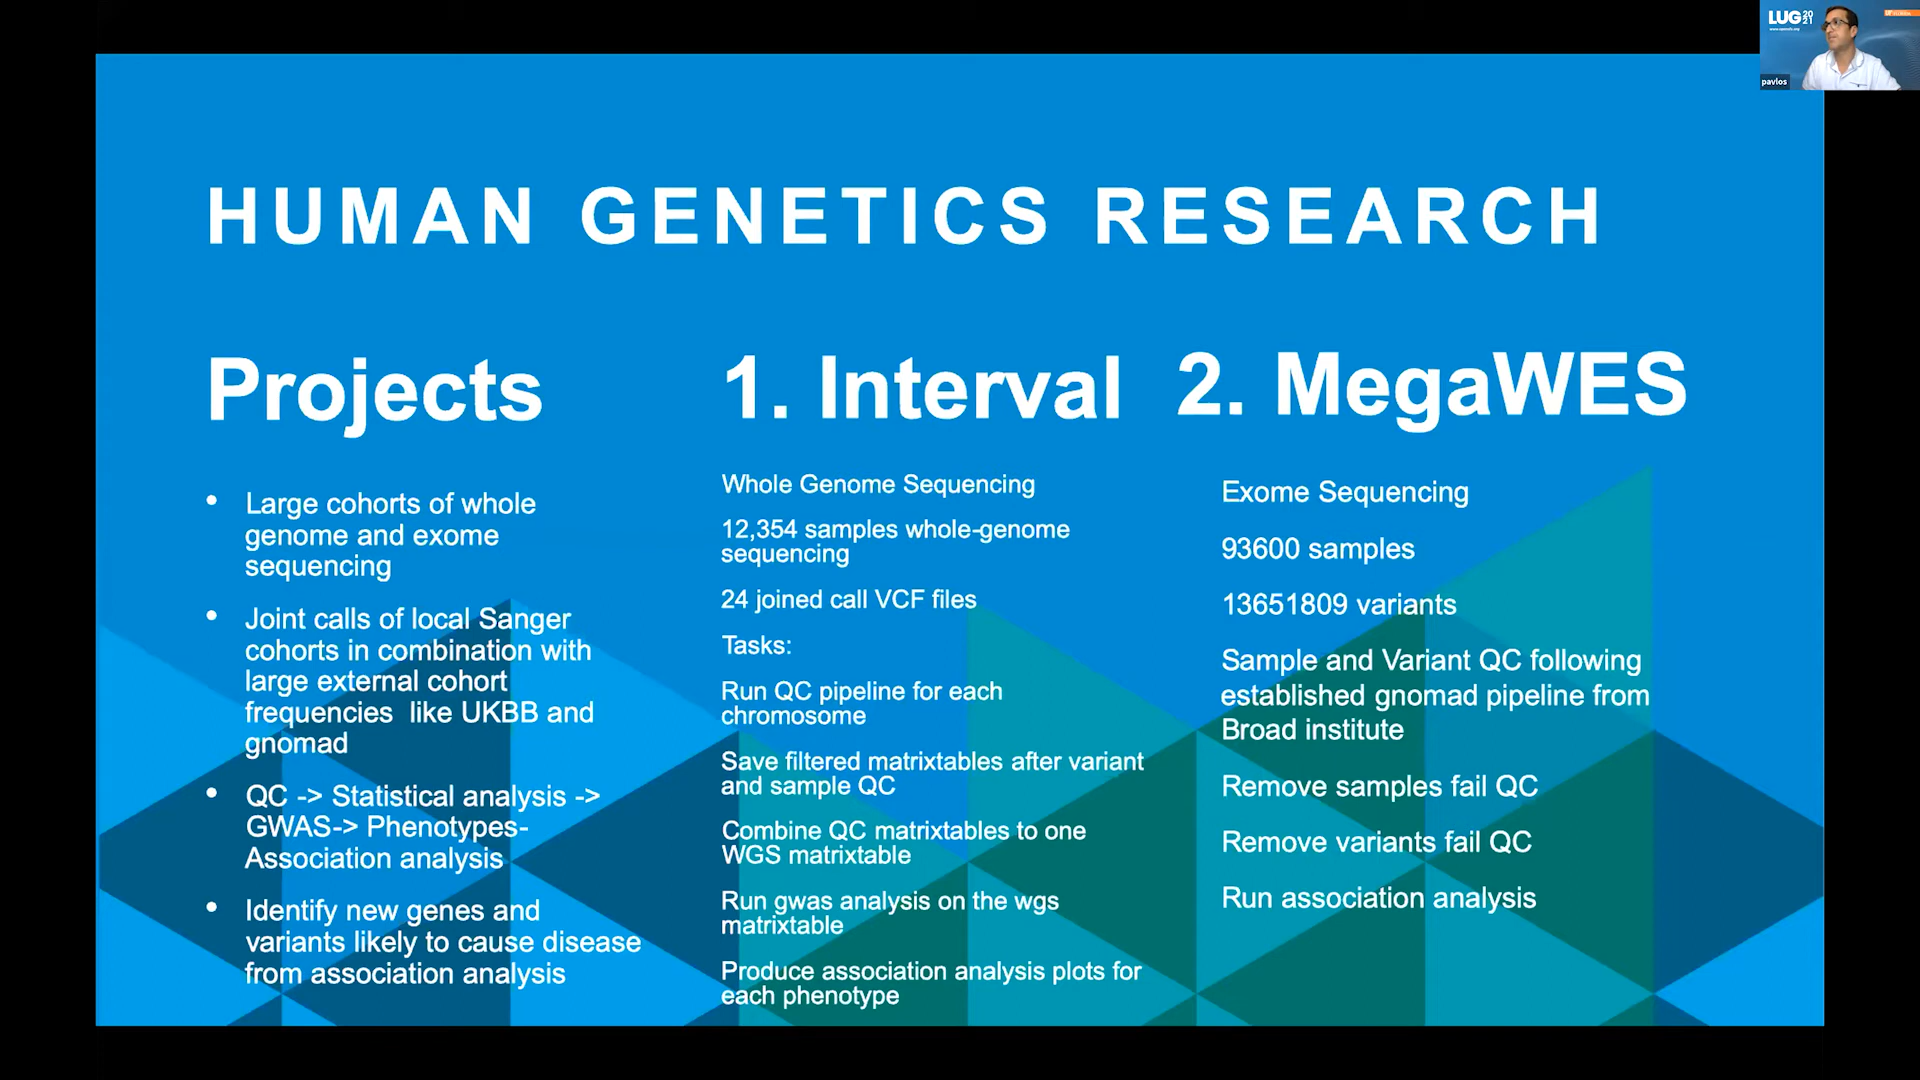 LUG 20
21
pavlos
HUMAN GENETICS RESEARCH
Projects
• Large cohorts of whole
genome and exome
sequencing
• Joint calls of local Sanger
cohorts in combination with
large external cohort
frequencies like UKBB and
gnomad
• QC -> Statistical analysis ->
GWAS-> Phenotypes-
Association analysis
• Identify new genes and
variants likely to cause disease
from association analysis
1. Interval
Whole Genome Sequencing
12,354 samples whole-genome
sequencing
24 joined call VCF files
Tasks:
Run QC pipeline for each
chromosome
Save filtered matrixtables after variant
and sample QC
Combine QC matrixtables to one
WGS matrixtable
Run gwas analysis on the wgs
matrixtable
Produce association analysis plots for
each phenotype
2. MegaWES
Exome Sequencing
93600 samples
13651809 variants
Sample and Variant QC following
established gnomad pipeline from
Broad institute
Remove samples fail QC
Remove variants fail QC
Run association analysis